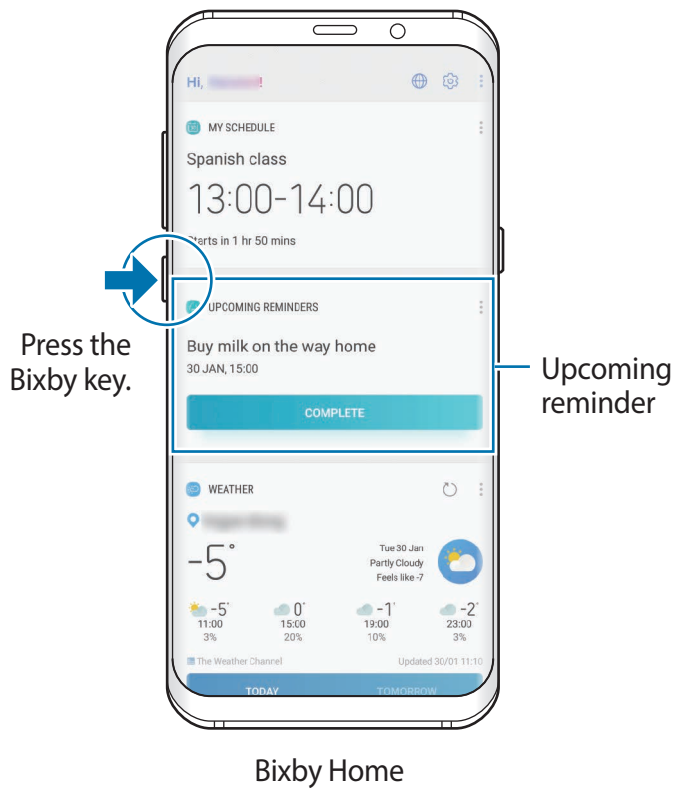 Hi, !
MY SCHEDULE
Spanish class
13:00-14:00
Starts in 1 hr 50 mins
Press the
Bixby key.
UPCOMING REMINDERS
Buy milk on the way home
30 JAN, 15:00
COMPLETE
Upcoming
reminder
WEATHER
-5°
Tue 30 Jan
Partly Cloudy
Feels like -7
-5° 0° -1° -2°
11:00 15:00 19:00 23:00
3% 20% 10% 3%
The Weather Channel Updated 30/01 11:10
TODAY TOMORROW
Bixby Home